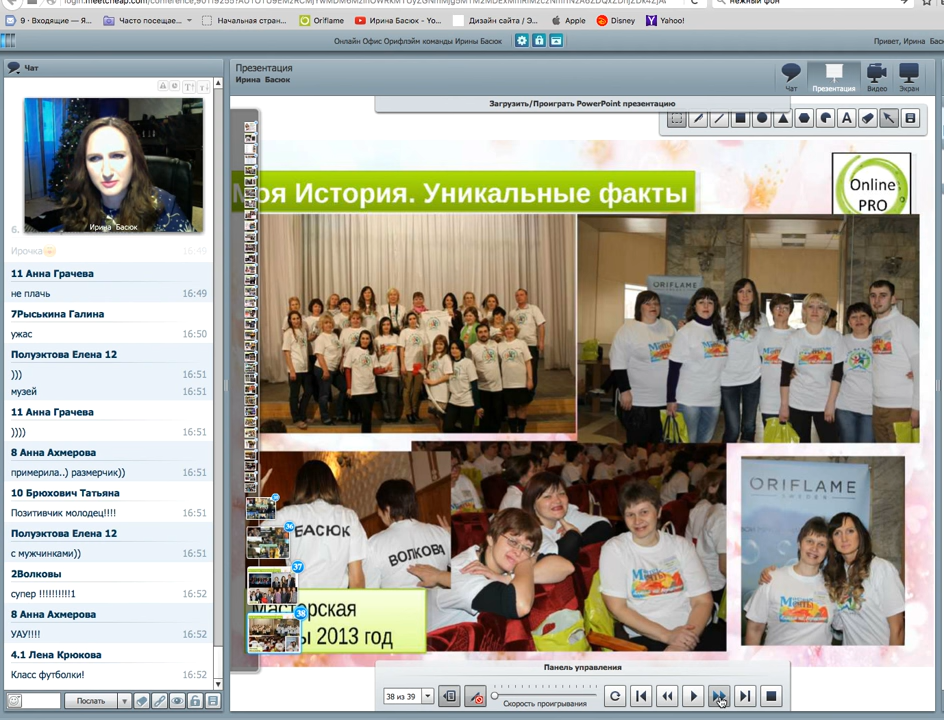 9 · Входящие — Я...
Часто посещае...
Начальная стран...
Oriflame
Ирина Басюк - Yo...
Дизайн сайта / Э...
Apple
Disney
Yahoo!
нежный фон
Онлайн Офис Орифлэйм команды Ирины Басюк
Привет, Ирина
Чат
Ирина Басюк
6.
Ирочка
16:49
11 Анна Грачева
не плачь 16:49
7Рыськина Галина
ужас 16:50
Полуэктова Елена 12
))) 16:51
музей 16:51
11 Анна Грачева
)))) 16:51
8 Анна Ахмерова
примерила..) размерчик)) 16:51
10 Брюхович Татьяна
Позитивчик молодец!!!! 16:51
Полуэктова Елена 12
с мужчинками)) 16:51
2Волковы
супер !!!!!!!!!!1 16:52
8 Анна Ахмерова
УАУ!!!! 16:52
4.1 Лена Крюкова
Класс футболки! 16:52
Послать
Презентация
Ирина Басюк
Чат
Презентация
Видео
Экран
Загрузить/Проиграть PowerPoint презентацию
Моя История. Уникальные факты
Online
PRO
ORIFLAME
БАСЮК
ВОЛКОВА
ORIFLAME
SWEDEN
36
37
38
Мастерская
2013 год
Панель управления
38 из 39
Скорость проигрывания